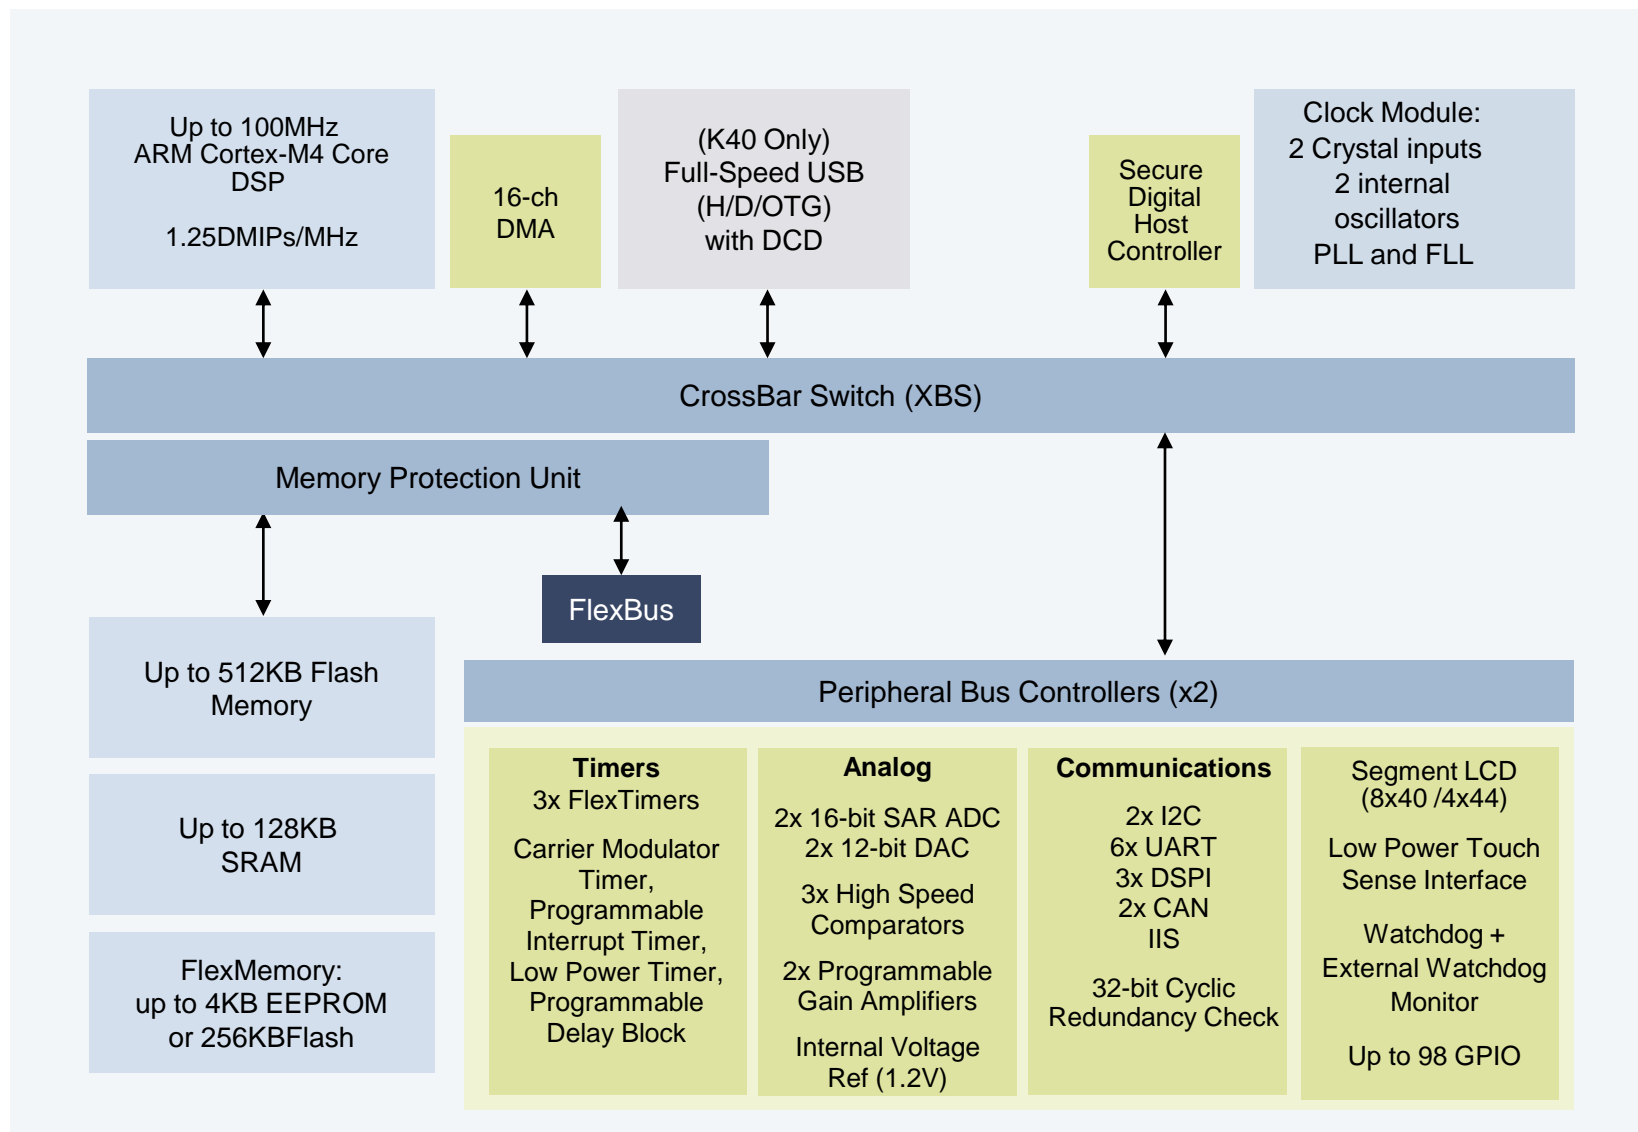 Up to 100MHz
ARM Cortex-M4 Core
DSP
1.25DMIPs/MHz
16-ch
DMA
(K40 Only)
Full-Speed USB
(H/D/OTG)
with DCD
Secure
Digital
Host
Controller
Clock Module:
2 Crystal inputs
2 internal
oscillators
PLL and FLL
CrossBar Switch (XBS)
Memory Protection Unit
FlexBus
Up to 512KB Flash
Memory
Up to 128KB
SRAM
FlexMemory:
up to 4KB EEPROM
or 256KBFlash
Peripheral Bus Controllers (x2)
Timers
3x FlexTimers
Carrier Modulator
Timer,
Programmable
Interrupt Timer,
Low Power Timer,
Programmable
Delay Block
Analog
2x 16-bit SAR ADC
2x 12-bit DAC
3x High Speed
Comparators
2x Programmable
Gain Amplifiers
Internal Voltage
Ref (1.2V)
Communications
2x I2C
6x UART
3x DSPI
2x CAN
IIS
32-bit Cyclic
Redundancy Check
Segment LCD
(8x40 /4x44)
Low Power Touch
Sense Interface
Watchdog +
External Watchdog
Monitor
Up to 98 GPIO